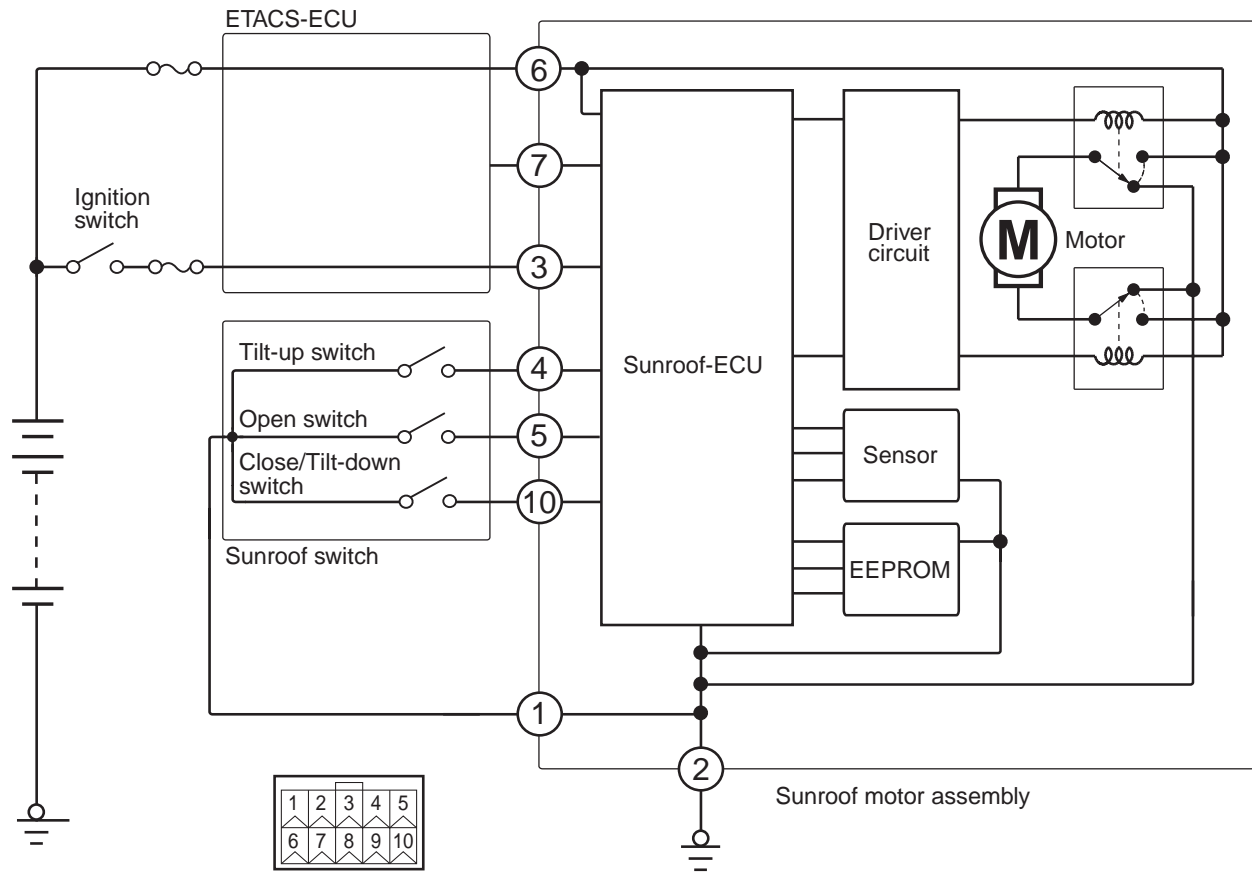 ETACS-ECU
6
7
Ignition
switch
3
Driver
circuit
M
Motor
Tilt-up switch
4
Sunroof-ECU
Open switch
5
Close/Tilt-down
switch
10
Sensor
Sunroof switch
EEPROM
1
2
Sunroof motor assembly
1 2 3 4 5
6 7 8 9 10